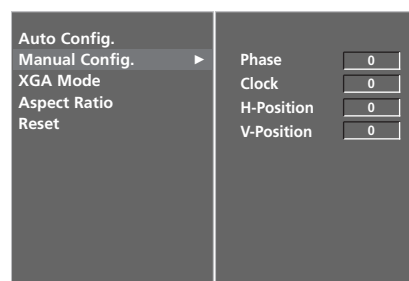 Auto Config.
Manual Config. ►
XGA Mode
Aspect Ratio
Reset
Phase 0
Clock 0
H-Position 0
V-Position 0